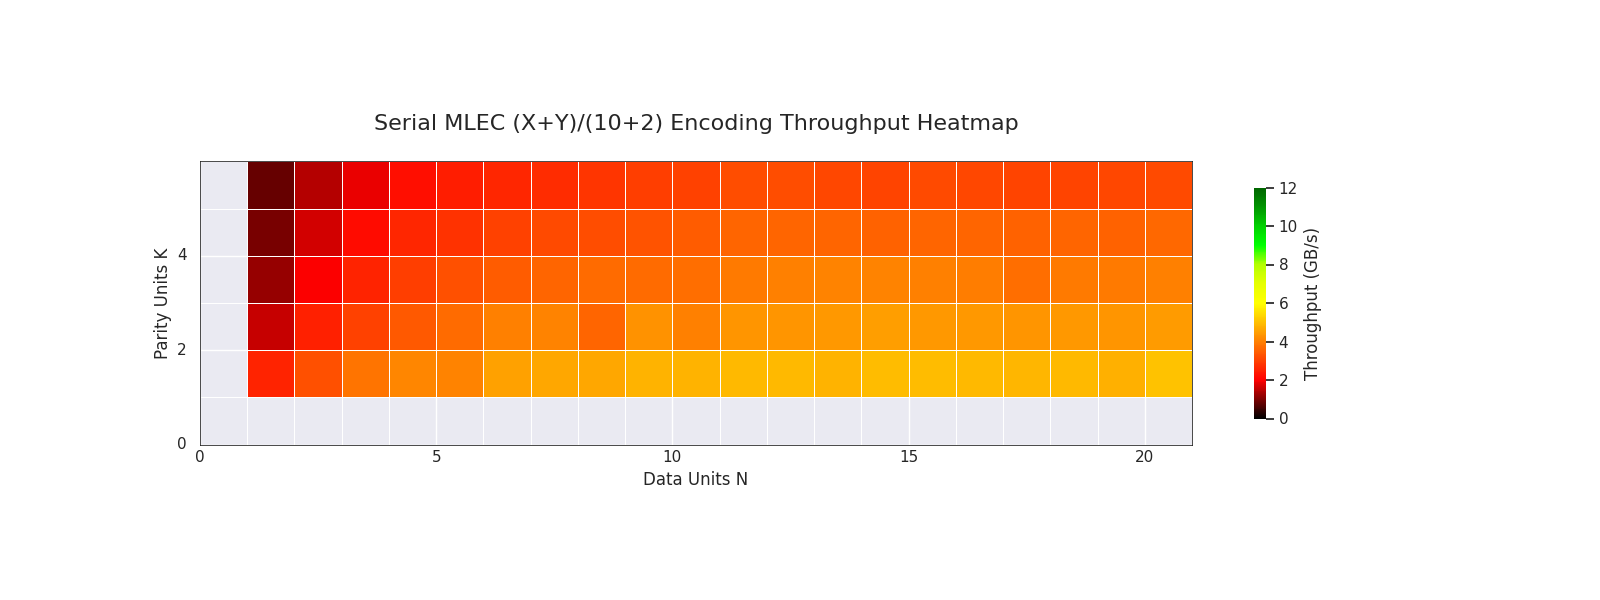 Serial MLEC (X+Y)/(10+2) Encoding Throughput Heatmap
Parity Units K
4
2
0
0 5 10 15 20
Data Units N
12
10
8
6
4
2
0
Throughput (GB/s)